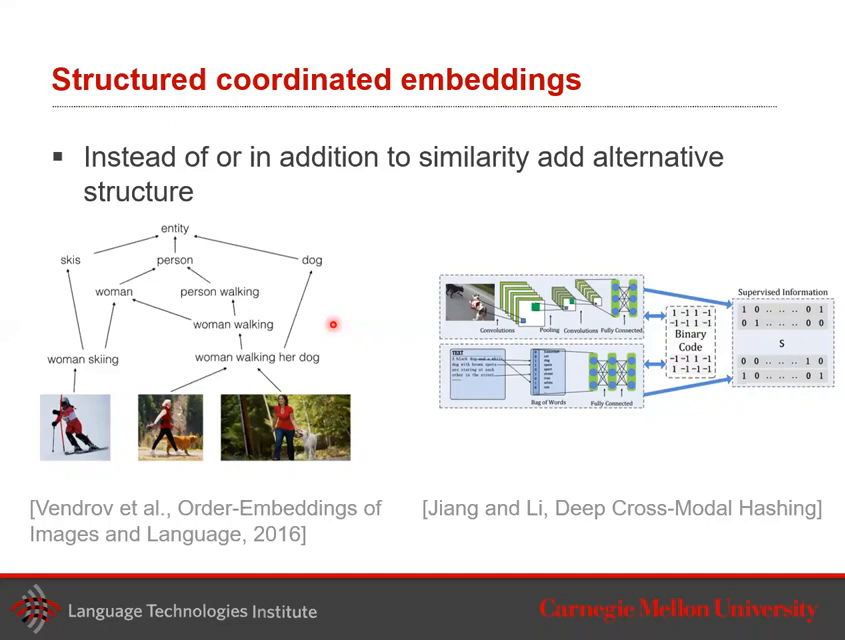 Structured coordinated embeddings
▪ Instead of or in addition to similarity add alternative
structure
entity
skis
person
dog
woman
person walking
woman walking
woman skiing
woman walking her dog
[Vendrov et al., Order-Embeddings of
Images and Language, 2016]
Convolutions
Pooling
Convolutions
Fully Connected
TEXT
Bag of Words
Fully Connected
1 -1 1 -1
-1 -1 1 -1
Binary
Code
-1 -1 1 -1
1 -1 -1 -1
Supervised Information
1 0 . . . . . 0 1
0 1 . . . . . 0 0
S
0 0 . . . . . 1 0
1 0 . . . . . 0 1
[Jiang and Li, Deep Cross-Modal Hashing]
Language Technologies Institute
Carnegie Mellon University